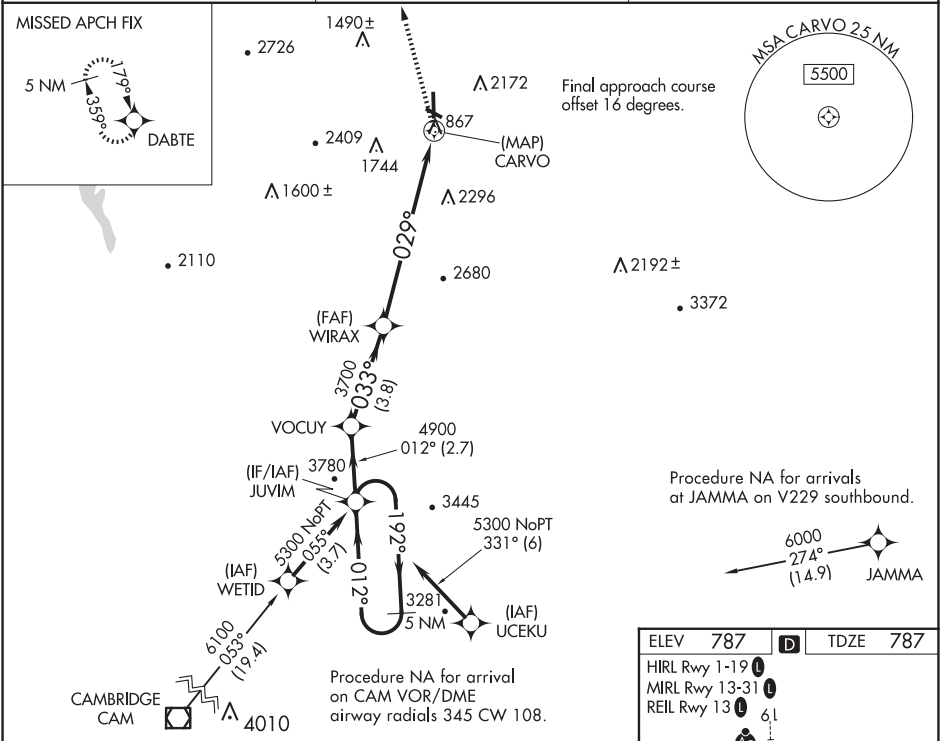 MISSED APCH FIX
5 NM
179°
359°
DABTE
2726
1490±
2172
867
(MAP)
CARVO
2409
1744
1600±
2296
Final approach course
offset 16 degrees.
MSA CARVO 25 NM
5500
029°
2110
2680
2192±
3372
(FAF)
WIRAX
3700
033°
(3.8)
VOCUY
4900
012° (2.7)
(IF/IAF)
JUVIM
3780
3445
192°
012°
5300 NoPT
055°
(3.7)
5300 NoPT
331° (6)
(IAF)
WETID
3281
5 NM
(IAF)
UCEKU
Procedure NA for arrivals
at JAMMA on V229 southbound.
6000
274°
(14.9)
JAMMA
6100
053°
(19.4)
CAMBRIDGE
CAM
4010
Procedure NA for arrival
on CAM VOR/DME
airway radials 345 CW 108.
ELEV 787 D TDZE 787
HIRL Rwy 1-19 L
MIRL Rwy 13-31 L
REIL Rwy 13 L
19
A